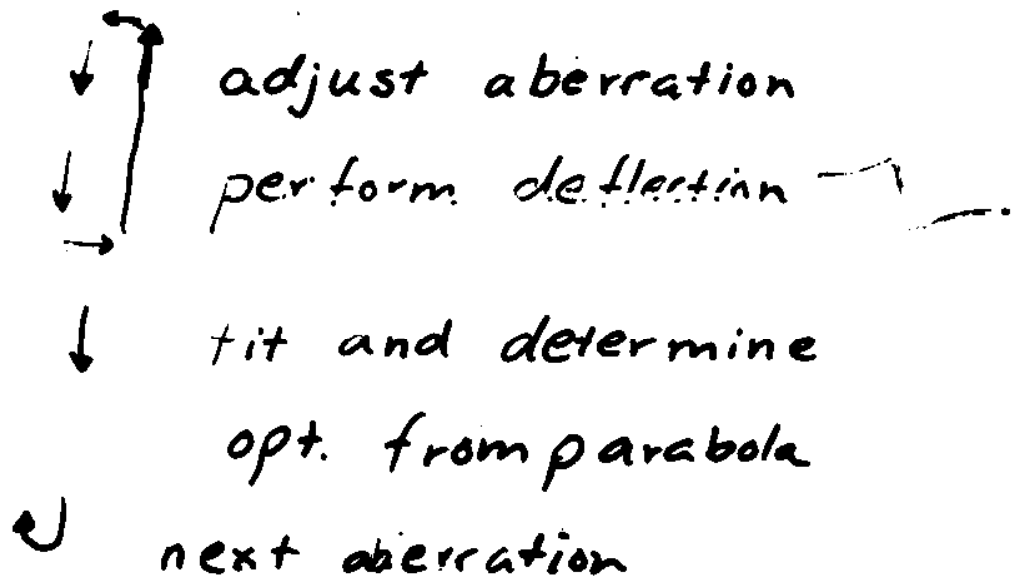 adjust aberration
perform deflection
fit and determine
opt. from parabola
next aberration